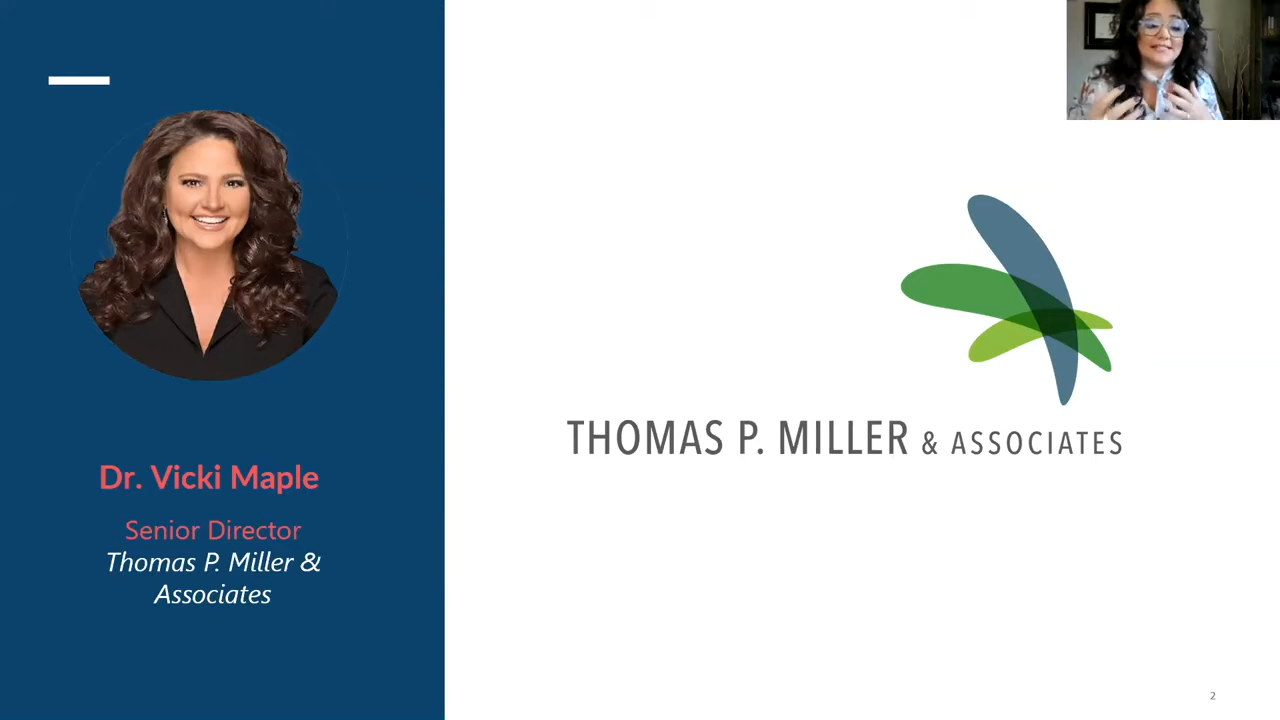 Dr. Vicki Maple
Senior Director
Thomas P. Miller &
Associates
THOMAS P. MILLER & ASSOCIATES
2